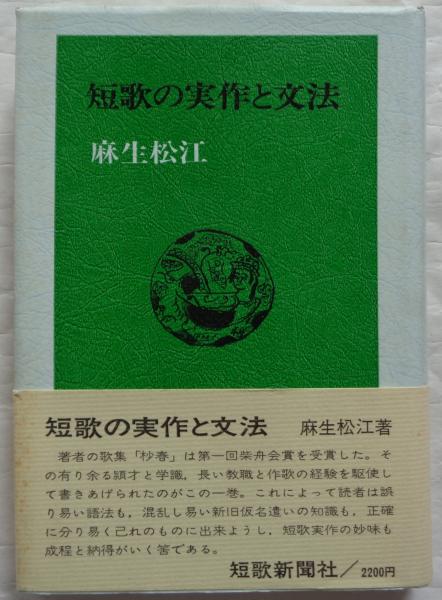 短歌の実作と文法
麻生松江
短歌の実作と文法 麻生松江著
著者の歌集「杪春」は第一回柴舟会賞を受賞した。そ
の有り余る頴才と学識，長い教職と作歌の経験を駆使し
て書きあげられたのがこの一巻。これによって読者は誤
り易い語法も，混乱し易い新旧仮名遣いの知識も，正確
に分り易く己れのものに出来ようし，短歌実作の妙味も
成程と納得がいく筈である。
短歌新聞社/2200円